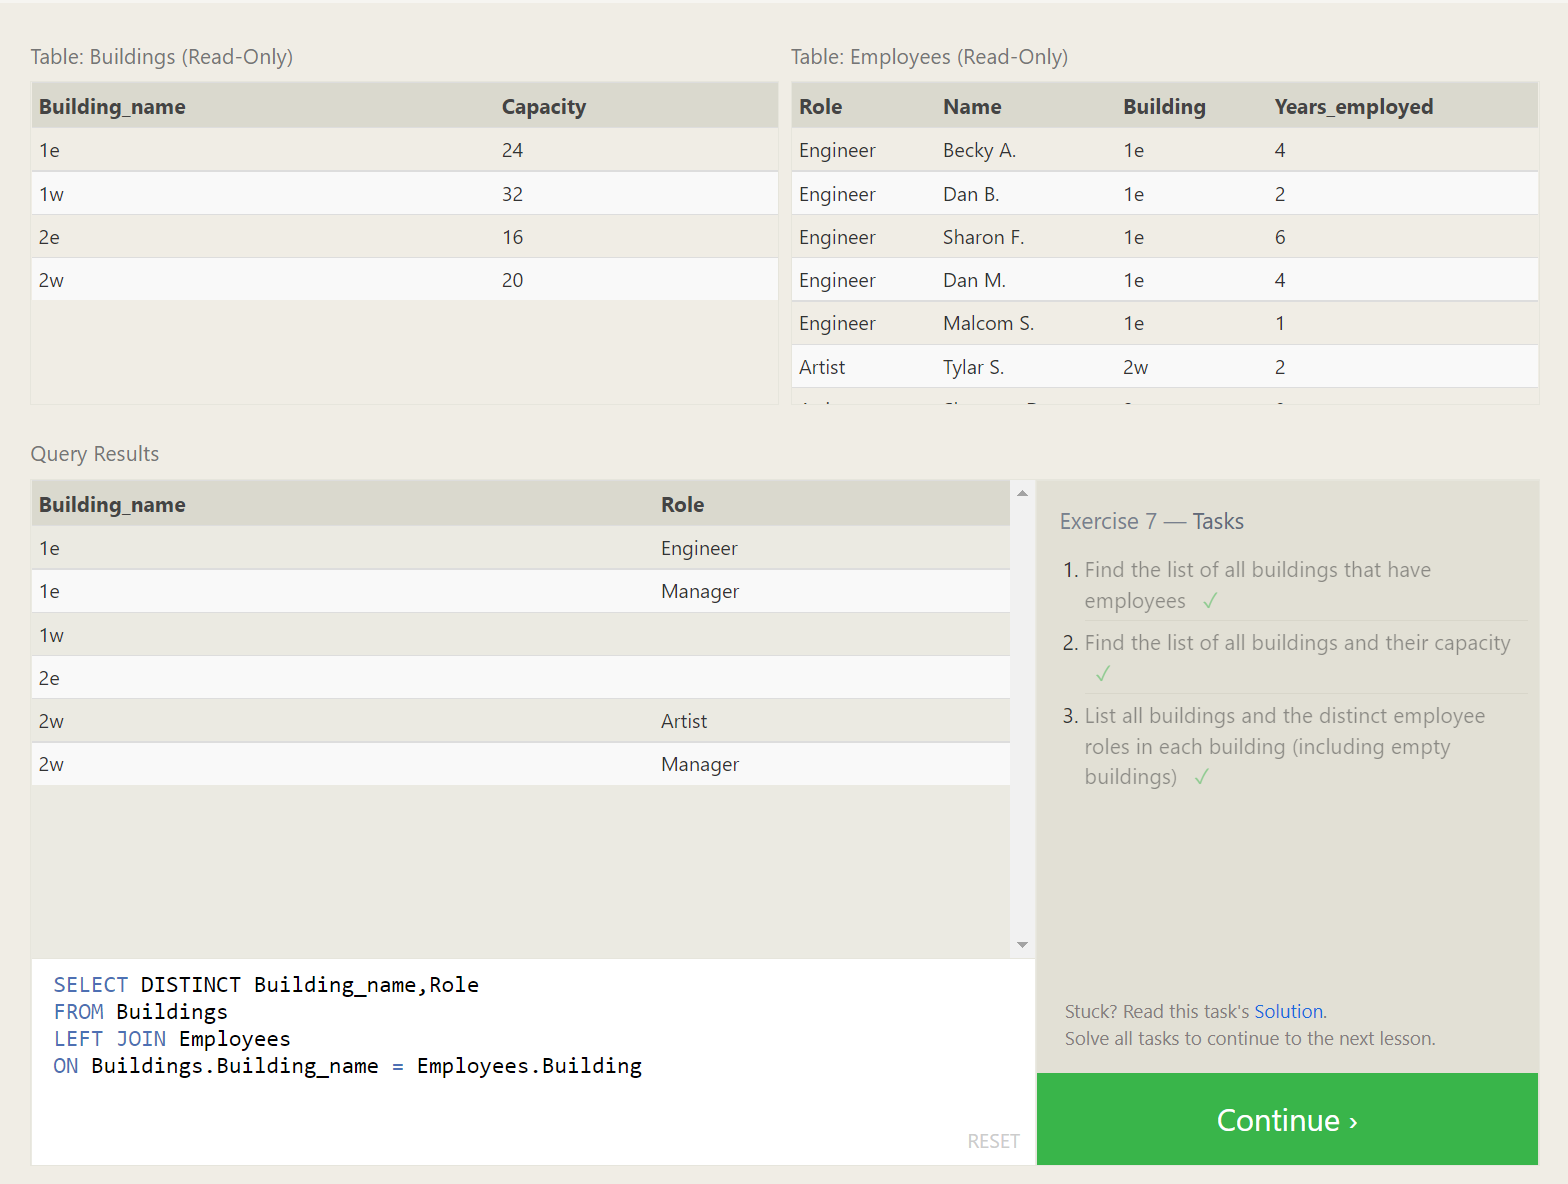 Table: Buildings (Read-Only)
Building_name Capacity
1e 24
1w 32
2e 16
2w 20
Table: Employees (Read-Only)
Role Name Building Years_employed
Engineer Becky A. 1e 4
Engineer Dan B. 1e 2
Engineer Sharon F. 1e 6
Engineer Dan M. 1e 4
Engineer Malcom S. 1e 1
Artist Tylar S. 2w 2
Query Results
Building_name Role
1e Engineer
1e Manager
1w
2e
2w Artist
2w Manager
SELECT DISTINCT Building_name,Role
FROM Buildings
LEFT JOIN Employees
ON Buildings.Building_name = Employees.Building
RESET
Exercise 7 — Tasks
1. Find the list of all buildings that have
employees ✓
2. Find the list of all buildings and their capacity
✓
3. List all buildings and the distinct employee
roles in each building (including empty
buildings) ✓
Stuck? Read this task's Solution.
Solve all tasks to continue to the next lesson.
Continue ›